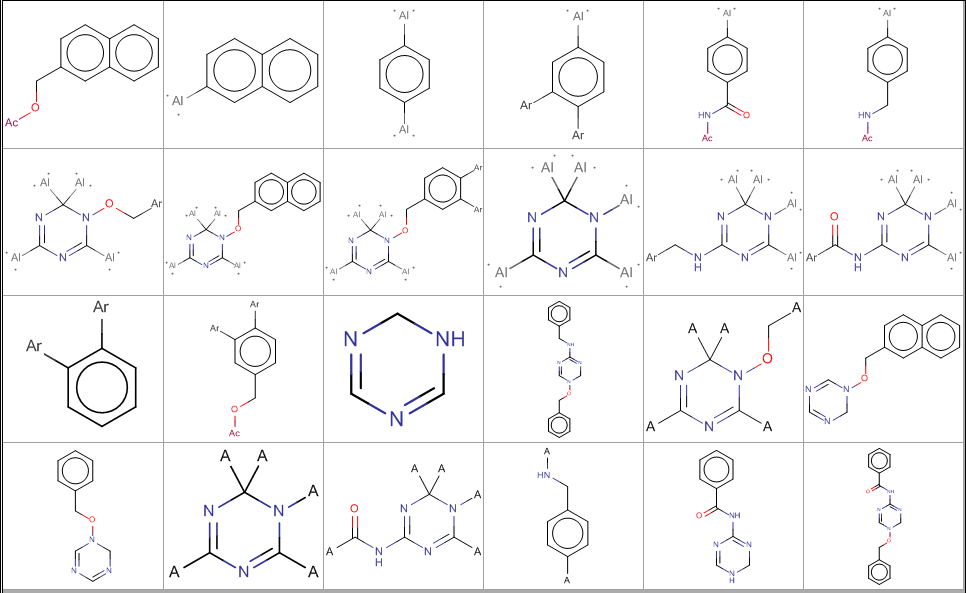 Ac O
Al
Al Al
Al Ar Ar
Al HN O Ac
Al HN Ac
Al Al N N O Ar Al N Al
Al Al N N O Al N Al
Al Al N N O Ar Ar Al N Al
Al Al N N Al Al N Al
Al Al N N Al Ar N H N Al
O Al Al N N Al Ar N H N Al
Ar Ar
Ar Ar O Ac
N NH N
NH N N N O
A A A O N N A N A
O N N N
O N N N
A A N N A A N A
O A A N N A A N H N A
A HN A
O NH N N N H
O NH N N N O